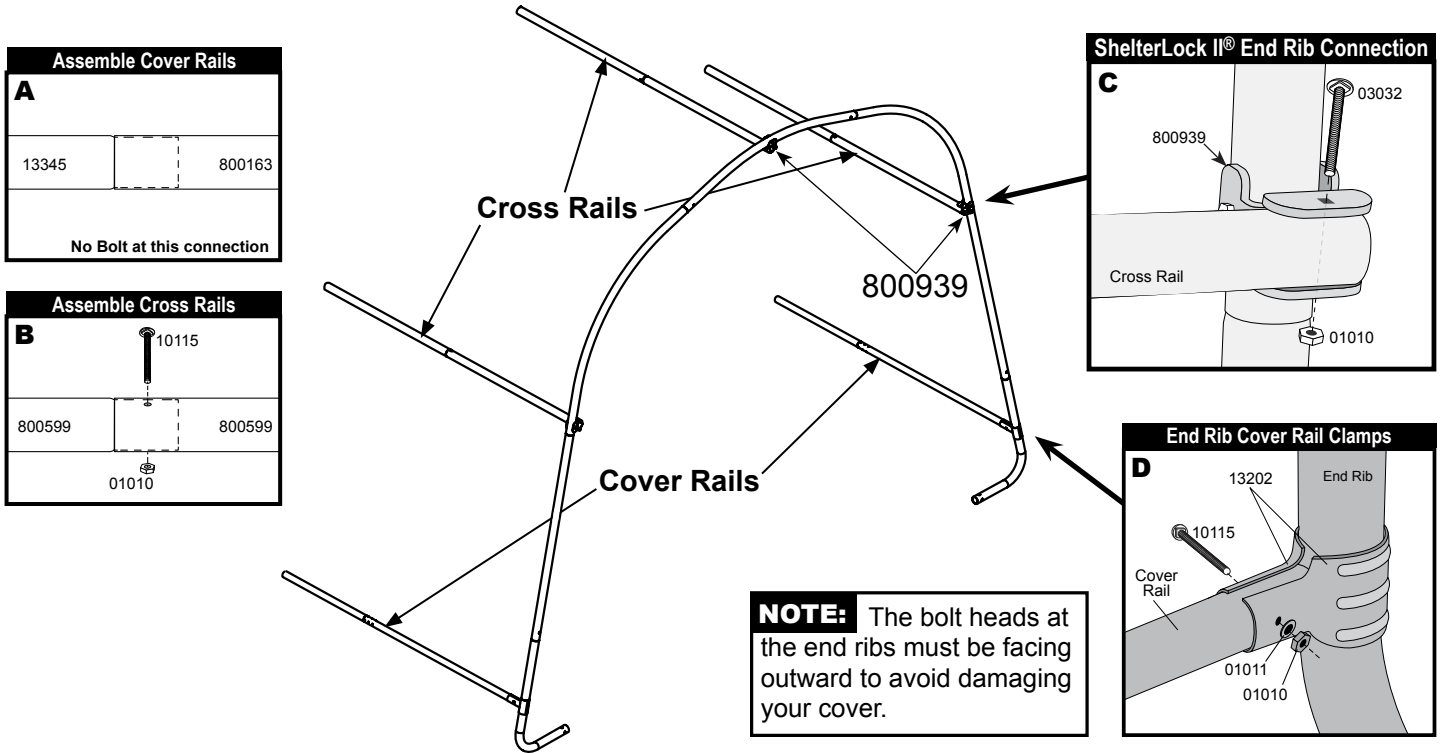 Assemble Cover Rails
A
13345
800163
No Bolt at this connection
Assemble Cross Rails
B
10115
800599
800599
01010
Cross Rails
800939
Cover Rails
NOTE: The bolt heads at
the end ribs must be facing
outward to avoid damaging
your cover.
ShelterLock II® End Rib Connection
C
03032
800939
Cross Rail
01010
End Rib Cover Rail Clamps
D
13202
End Rib
10115
Cover
Rail
01011
01010